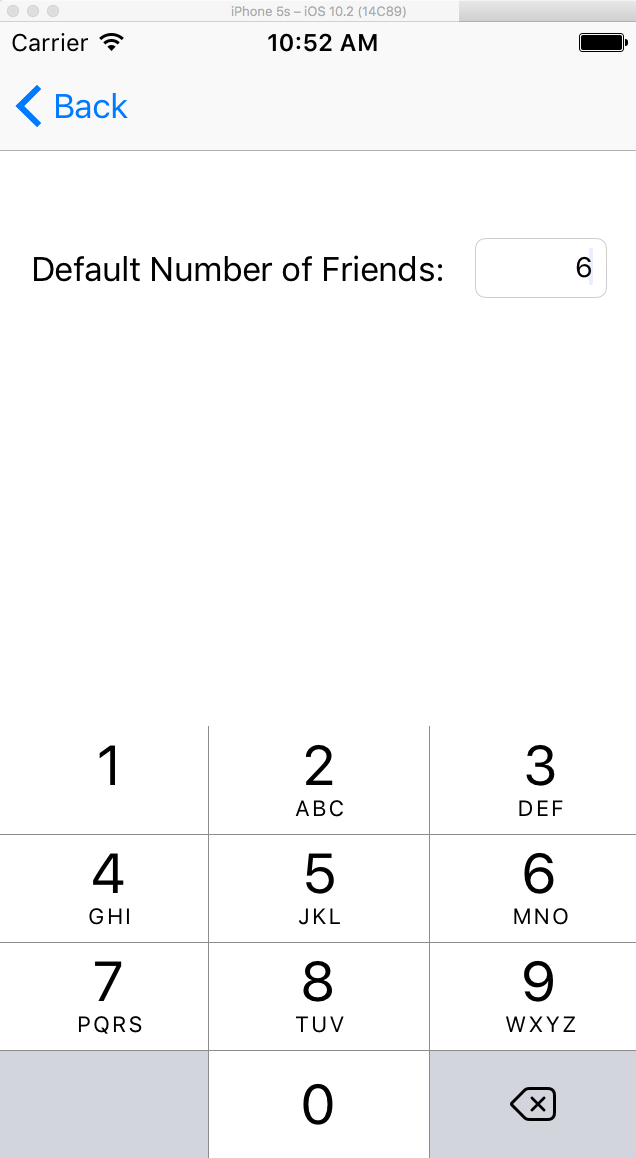 iPhone 5s – iOS 10.2 (14C89)
Carrier 10:52 AM
Back
Default Number of Friends: 6
1 2 3
ABC DEF
4 5 6
GHI JKL MNO
7 8 9
PQRS TUV WXYZ
0